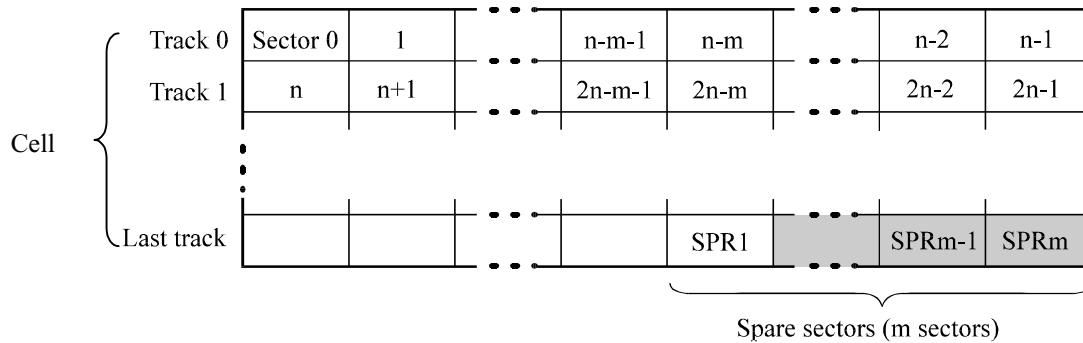 Track 0 Sector 0 1 n-m-1 n-m n-2 n-1
Track 1 n n+1 2n-m-1 2n-m 2n-2 2n-1
Cell
Last track SPR1 SPRm-1 SPRm
Spare sectors (m sectors)